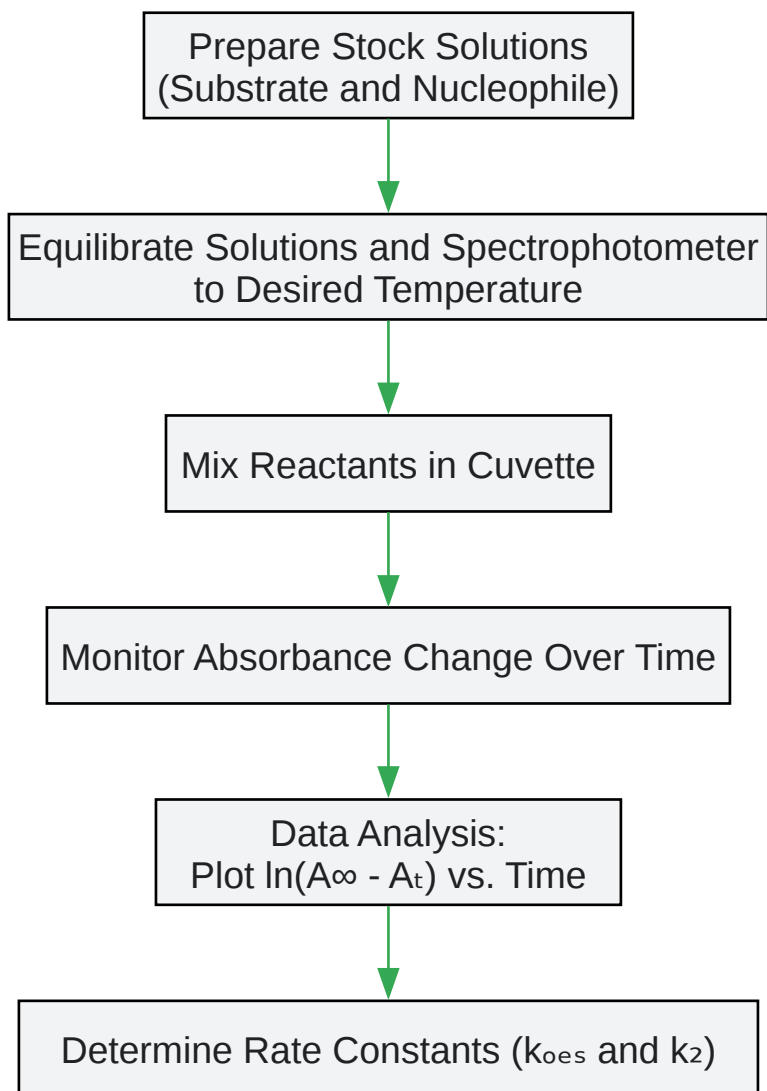 Prepare Stock Solutions
(Substrate and Nucleophile)
Equilibrate Solutions and Spectrophotometer
to Desired Temperature
Mix Reactants in Cuvette
Monitor Absorbance Change Over Time
Data Analysis:
Plot ln(A∞ - Aₜ) vs. Time
Determine Rate Constants (kₒₑₛ and k₂)